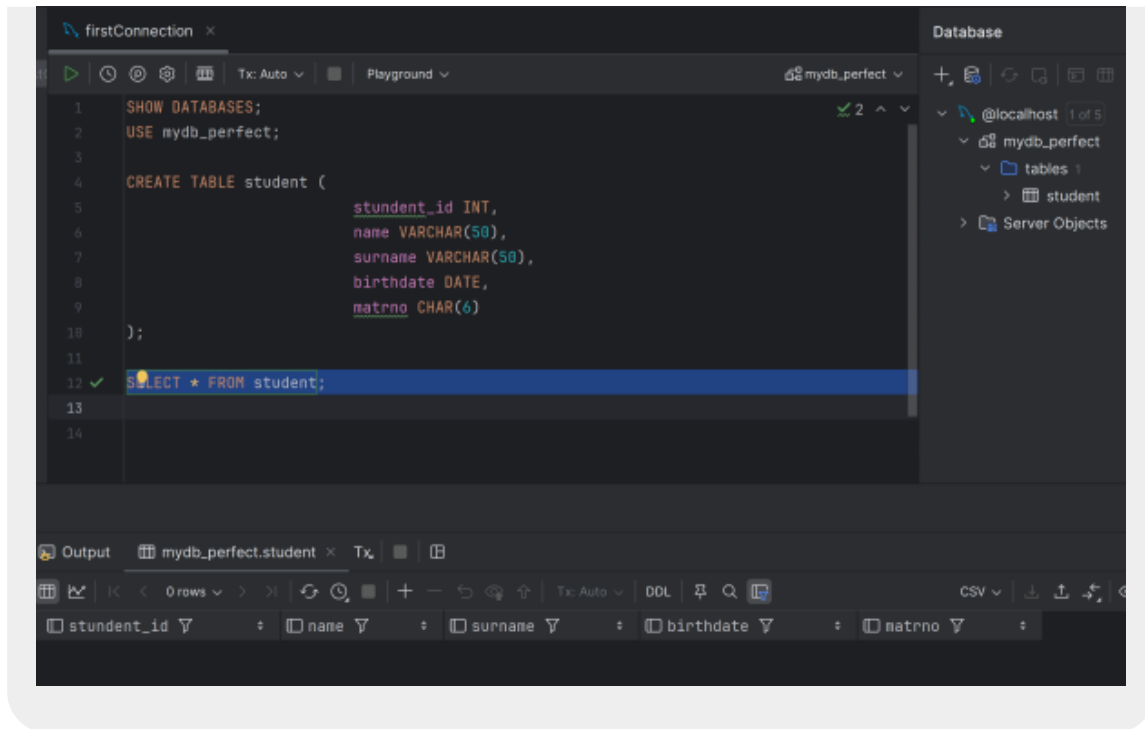 firstConnection
Database
Tx: Auto
Playground
mydb_perfect
1 SHOW DATABASES;
2
2 USE mydb_perfect;
3
4 CREATE TABLE student (
5 stundent_id INT,
6 name VARCHAR(50),
7 surname VARCHAR(50),
8 birthdate DATE,
9 matrno CHAR(6)
10 );
11
12 SELECT * FROM student;
13
14
@localhost 1 of 5
mydb_perfect
tables 1
student
Server Objects
Output mydb_perfect.student Tx
0 rows Tx: Auto DDL CSV
stundent_id name surname birthdate matrno